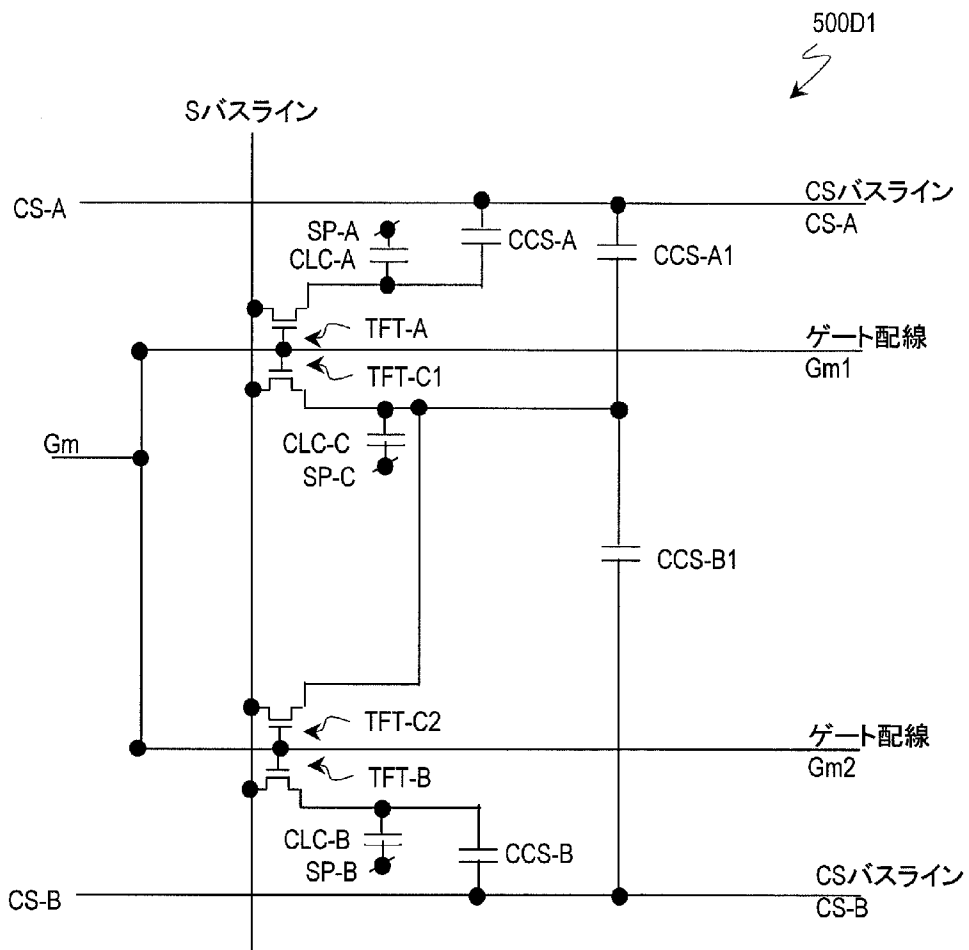 500D1
Sバスライン
CS-A
CSバスライン
CS-A
SP-A
CLC-A
CCS-A
CCS-A1
TFT-A
ゲート配線
Gm1
TFT-C1
Gm
CLC-C
SP-C
CCS-B1
TFT-C2
ゲート配線
Gm2
TFT-B
CLC-B
SP-B
CCS-B
CS-B
CSバスライン
CS-B